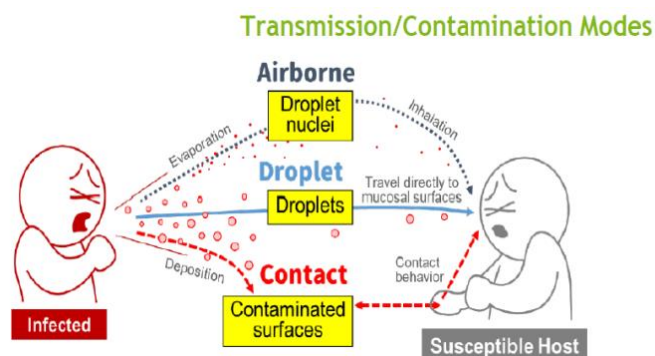 Transmission/Contamination Modes
Airborne
Droplet
nuclei
Evaporation
Inhalation
Droplet
Droplets
Travel directly to
mucosal surfaces
Deposition
Contact
Contaminated
surfaces
Contact
behavior
Infected
Susceptible Host